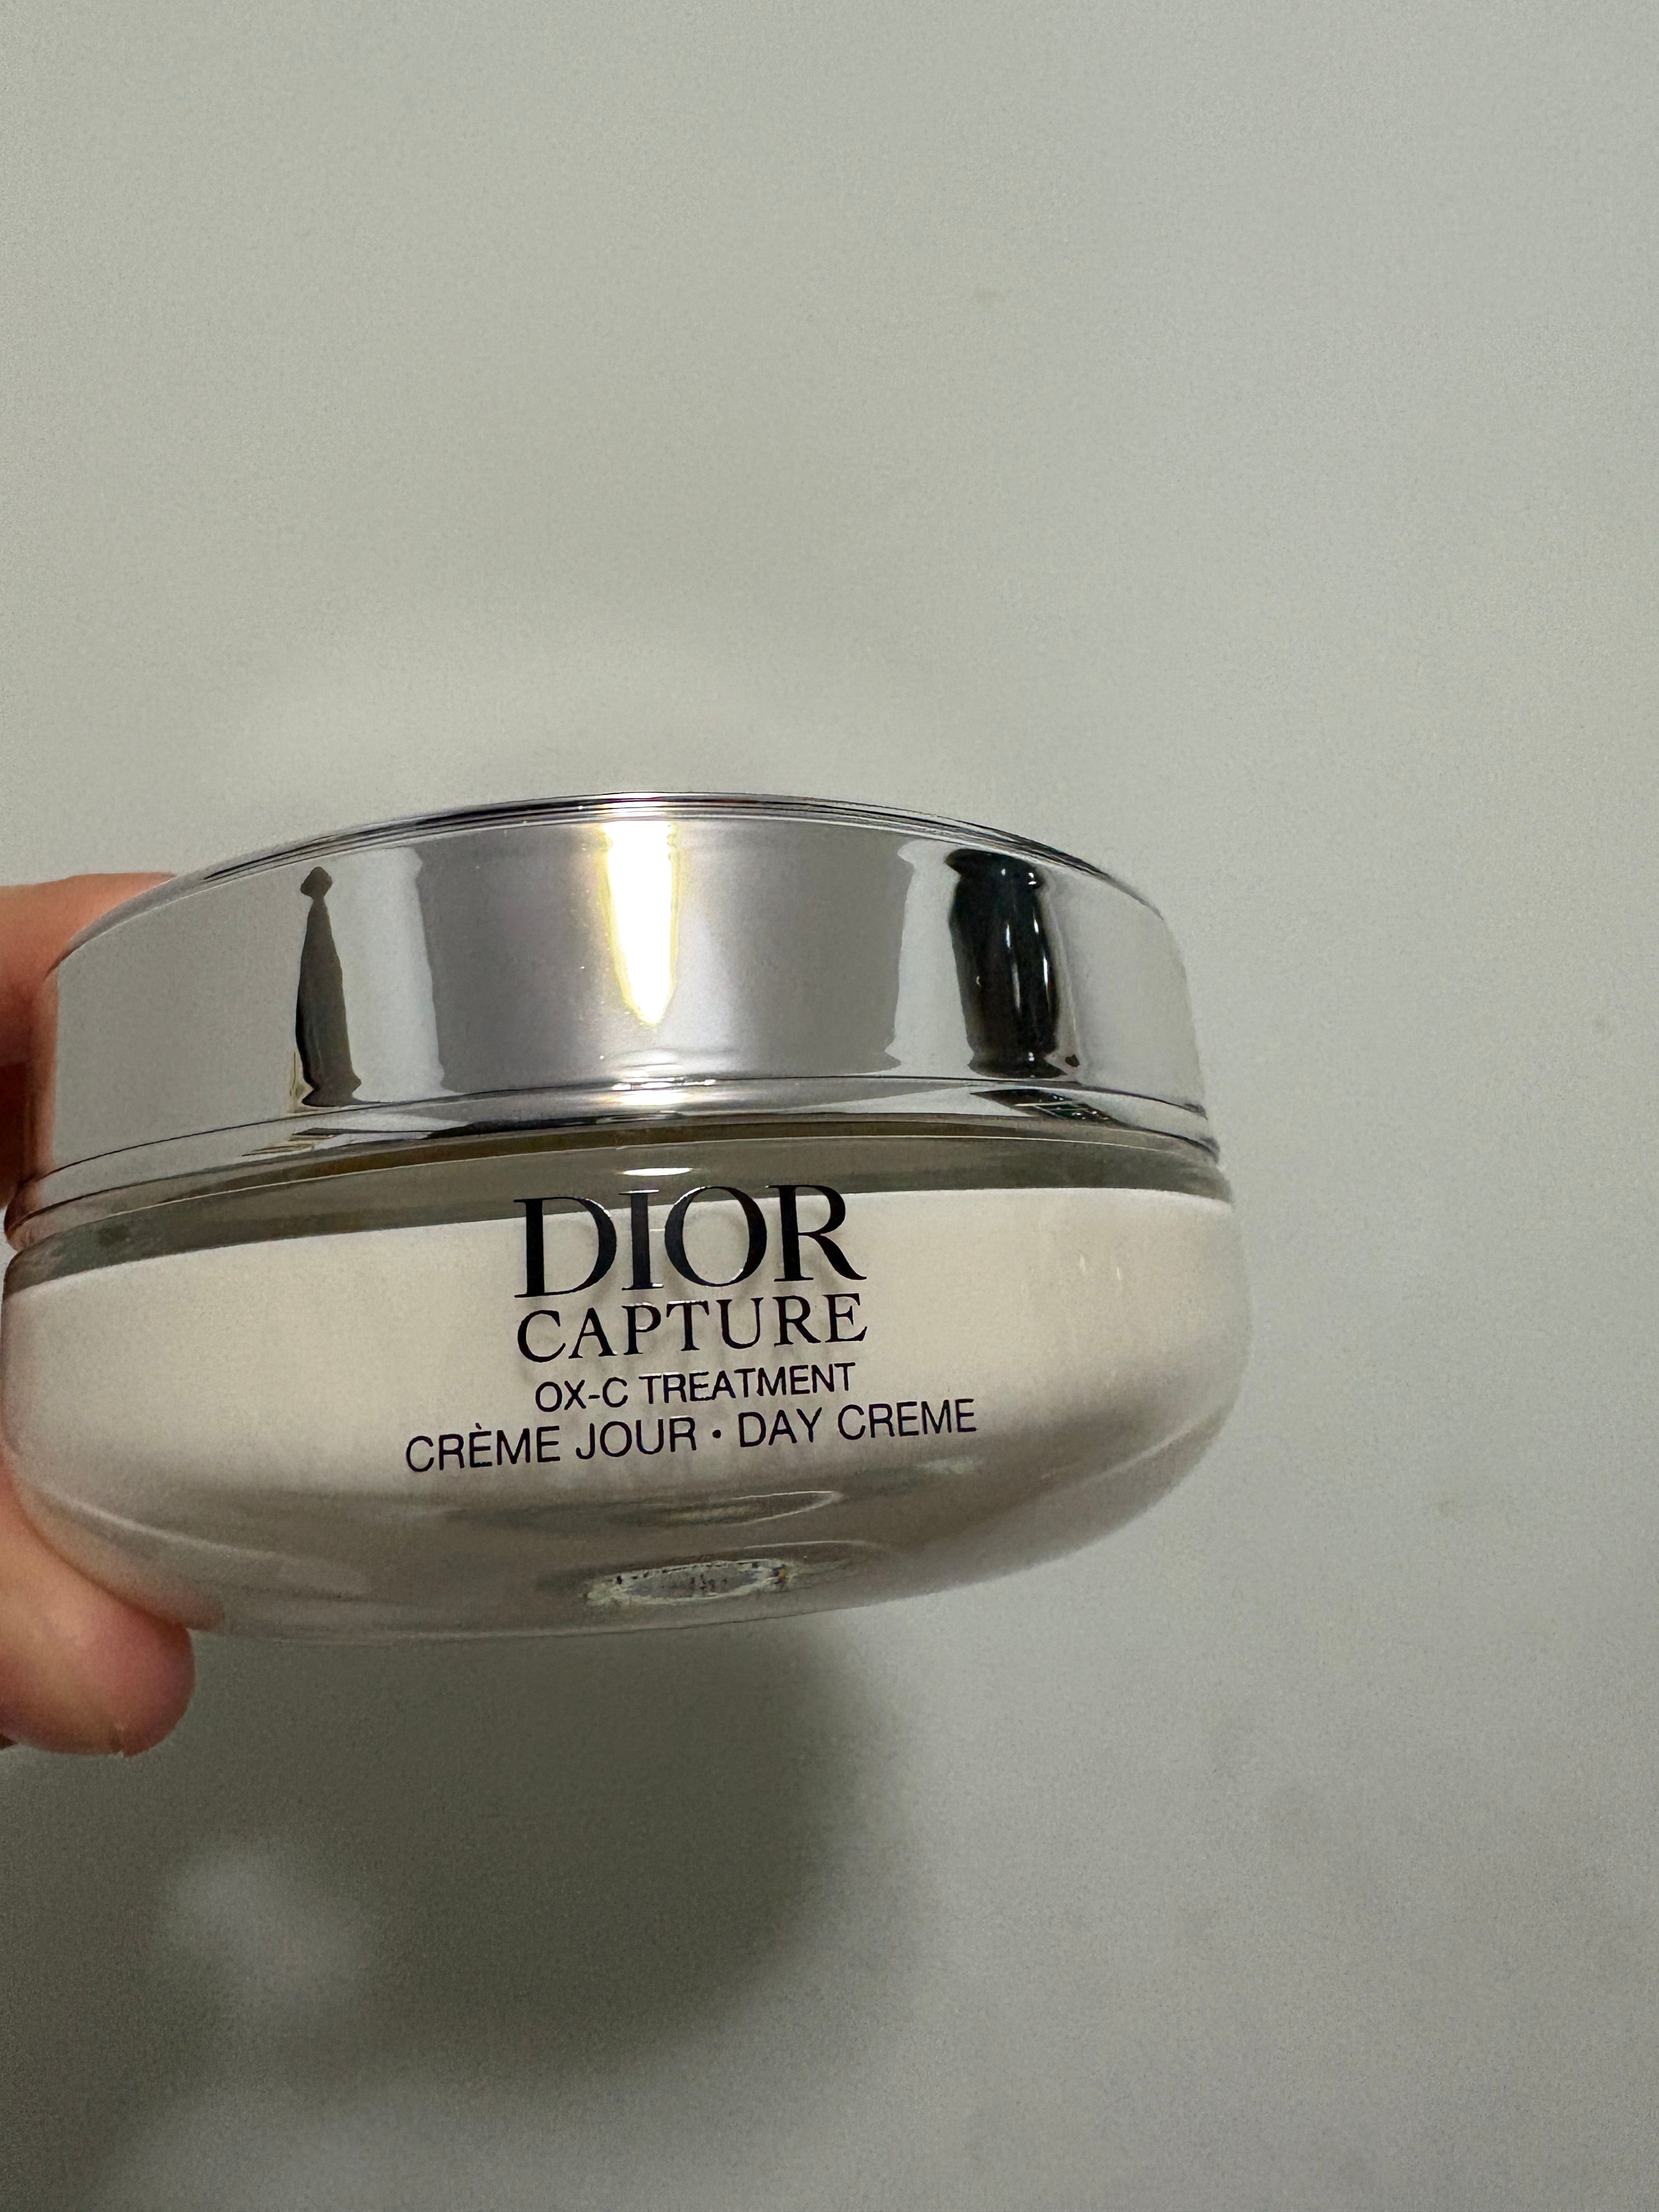 DIOR
CAPTURE
OX-C TREATMENT
CRÈME JOUR • DAY CREME